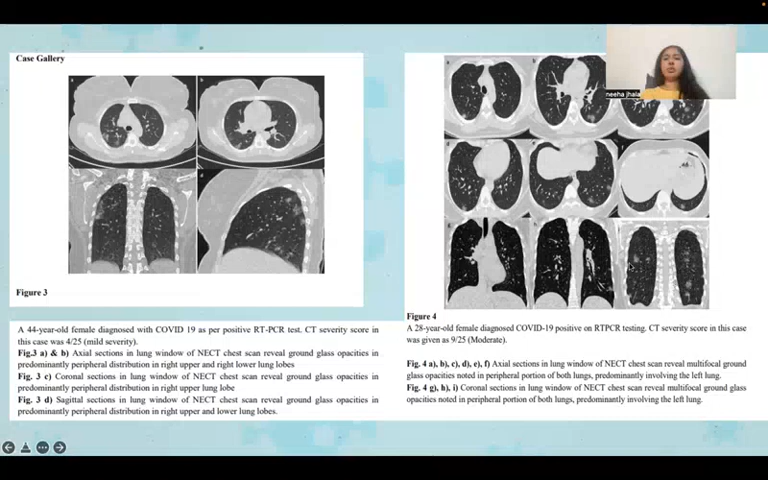 Case Gallery
Figure 3
A 44-year-old female diagnosed with COVID 19 as per positive RT-PCR test. CT severity score in
this case was 4/25 (mild severity).
Fig.3 a) & b) Axial sections in lung window of NECT chest scan reveal ground glass opacities in
predominantly peripheral distribution in right upper and right lower lung lobes
Fig. 3 c) Coronal sections in lung window of NECT chest scan reveal ground glass opacities in
predominantly peripheral distribution in right upper lung lobe
Fig. 3 d) Sagittal sections in lung window of NECT chest scan reveal ground glass opacities in
predominantly peripheral distribution in right upper and lower lung lobes.
neeha jhala
Figure 4
A 28-year-old female diagnosed COVID-19 positive on RTPCR testing. CT severity score in this case
was given as 9/25 (Moderate).
Fig. 4 a), b), c), d), e), f) Axial sections in lung window of NECT chest scan reveal multifocal ground
glass opacities noted in peripheral portion of both lungs, predominantly involving the left lung.
Fig. 4 g), h), i) Coronal sections in lung window of NECT chest scan reveal multifocal ground glass
opacities noted in peripheral portion of both lungs, predominantly involving the left lung.